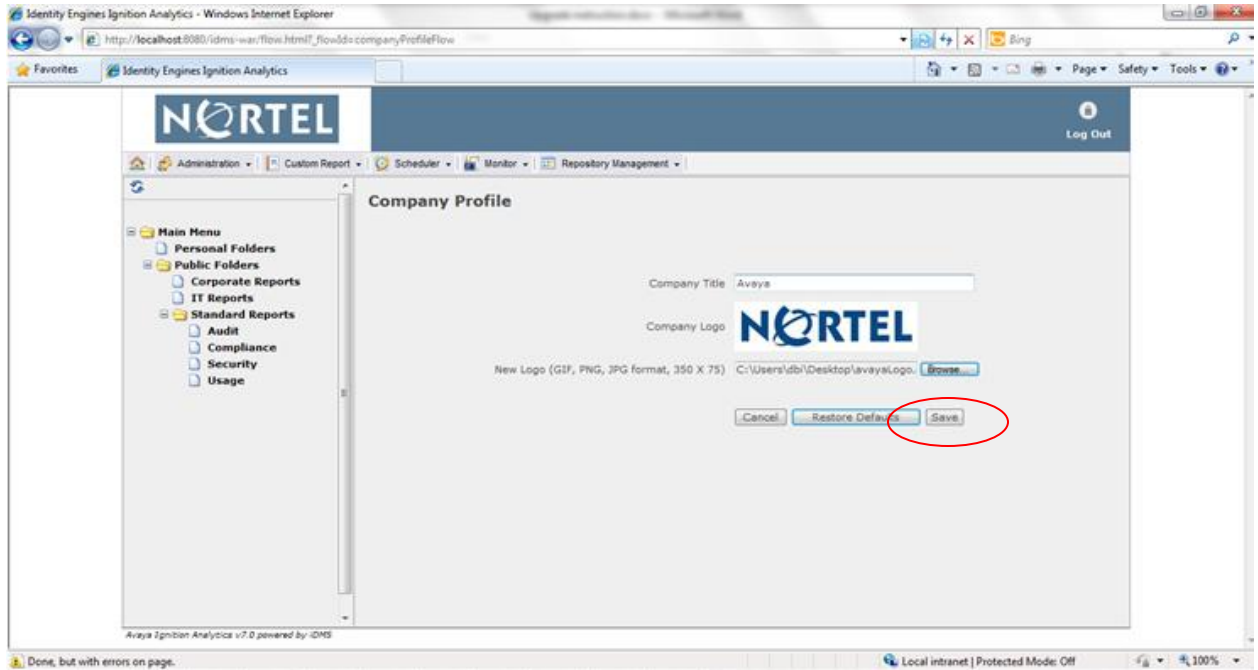 Identity Engines Ignition Analytics - Windows Internet Explorer
http://localhost:8080/idms-war/flow.html?_flowId=companyProfileFlow
Bing
Favorites
Identity Engines Ignition Analytics
Page
Safety
Tools
NORTEL
Log Out
Administration
Custom Report
Scheduler
Monitor
Repository Management
Company Profile
Main Menu
Personal Folders
Public Folders
Corporate Reports
IT Reports
Standard Reports
Audit
Compliance
Security
Usage
Company Title
Avaya
Company Logo
NORTEL
New Logo (GIF, PNG, JPG format, 350 X 75)
C:\Users\dbi\Desktop\avayaLogo.
Browse...
Cancel
Restore Defaults
Save
Avaya Ignition Analytics v7.0 powered by iDMS
Done, but with errors on page.
Local intranet | Protected Mode: Off
100%